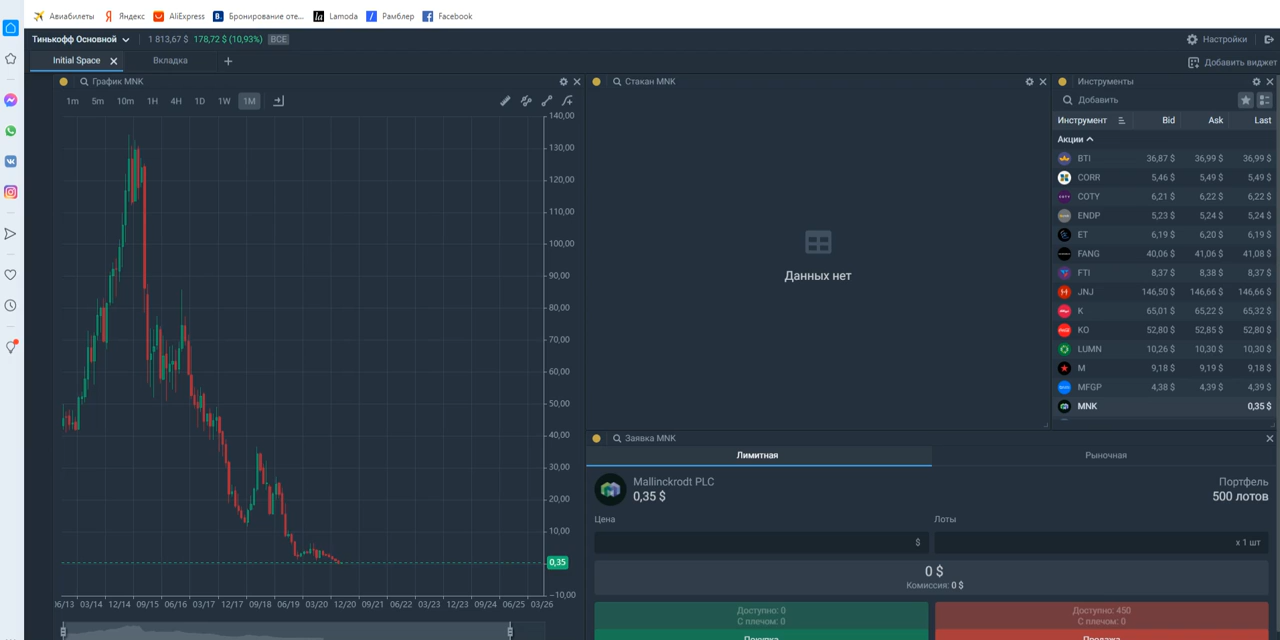 Авиабилеты Яндекс AliExpress Бронирование оте... Lamoda Рамблер Facebook
Тинькофф Основной 1 813,67 $ 178,72 $ (10,93%) ВСЕ Настройки
Initial Space Вкладка Добавить виджет
График MNK
1m 5m 10m 1H 4H 1D 1W 1M
140,00
130,00
120,00
110,00
100,00
90,00
80,00
70,00
60,00
50,00
40,00
30,00
20,00
10,00
0,35
−10,00
06/13 03/14 12/14 09/15 06/16 03/17 12/17 09/18 06/19 03/20 12/20 09/21 06/22 03/23 12/23 09/24 06/25 03/26
Стакан MNK
Данных нет
Инструменты
Добавить
Инструмент Bid Ask Last
Акции
BTI 36,87 $ 36,99 $ 36,99 $
CORR 5,46 $ 5,49 $ 5,49 $
COTY 6,21 $ 6,22 $ 6,22 $
ENDP 5,23 $ 5,24 $ 5,24 $
ET 6,19 $ 6,20 $ 6,19 $
FANG 40,06 $ 41,06 $ 41,08 $
FTI 8,37 $ 8,38 $ 8,37 $
JNJ 146,50 $ 146,66 $ 146,66 $
K 65,01 $ 65,22 $ 65,32 $
KO 52,80 $ 52,85 $ 52,80 $
LUMN 10,26 $ 10,30 $ 10,30 $
M 9,18 $ 9,19 $ 9,18 $
MFGP 4,38 $ 4,39 $ 4,39 $
MNK 0,35 $
Заявка MNK
Лимитная Рыночная
Mallinckrodt PLC Портфель
0,35 $ 500 лотов
Цена Лоты
$ x 1 шт
0 $
Комиссия: 0 $
Доступно: 0 Доступно: 450
С плечом: 0 С плечом: 0
Покупка Продажа